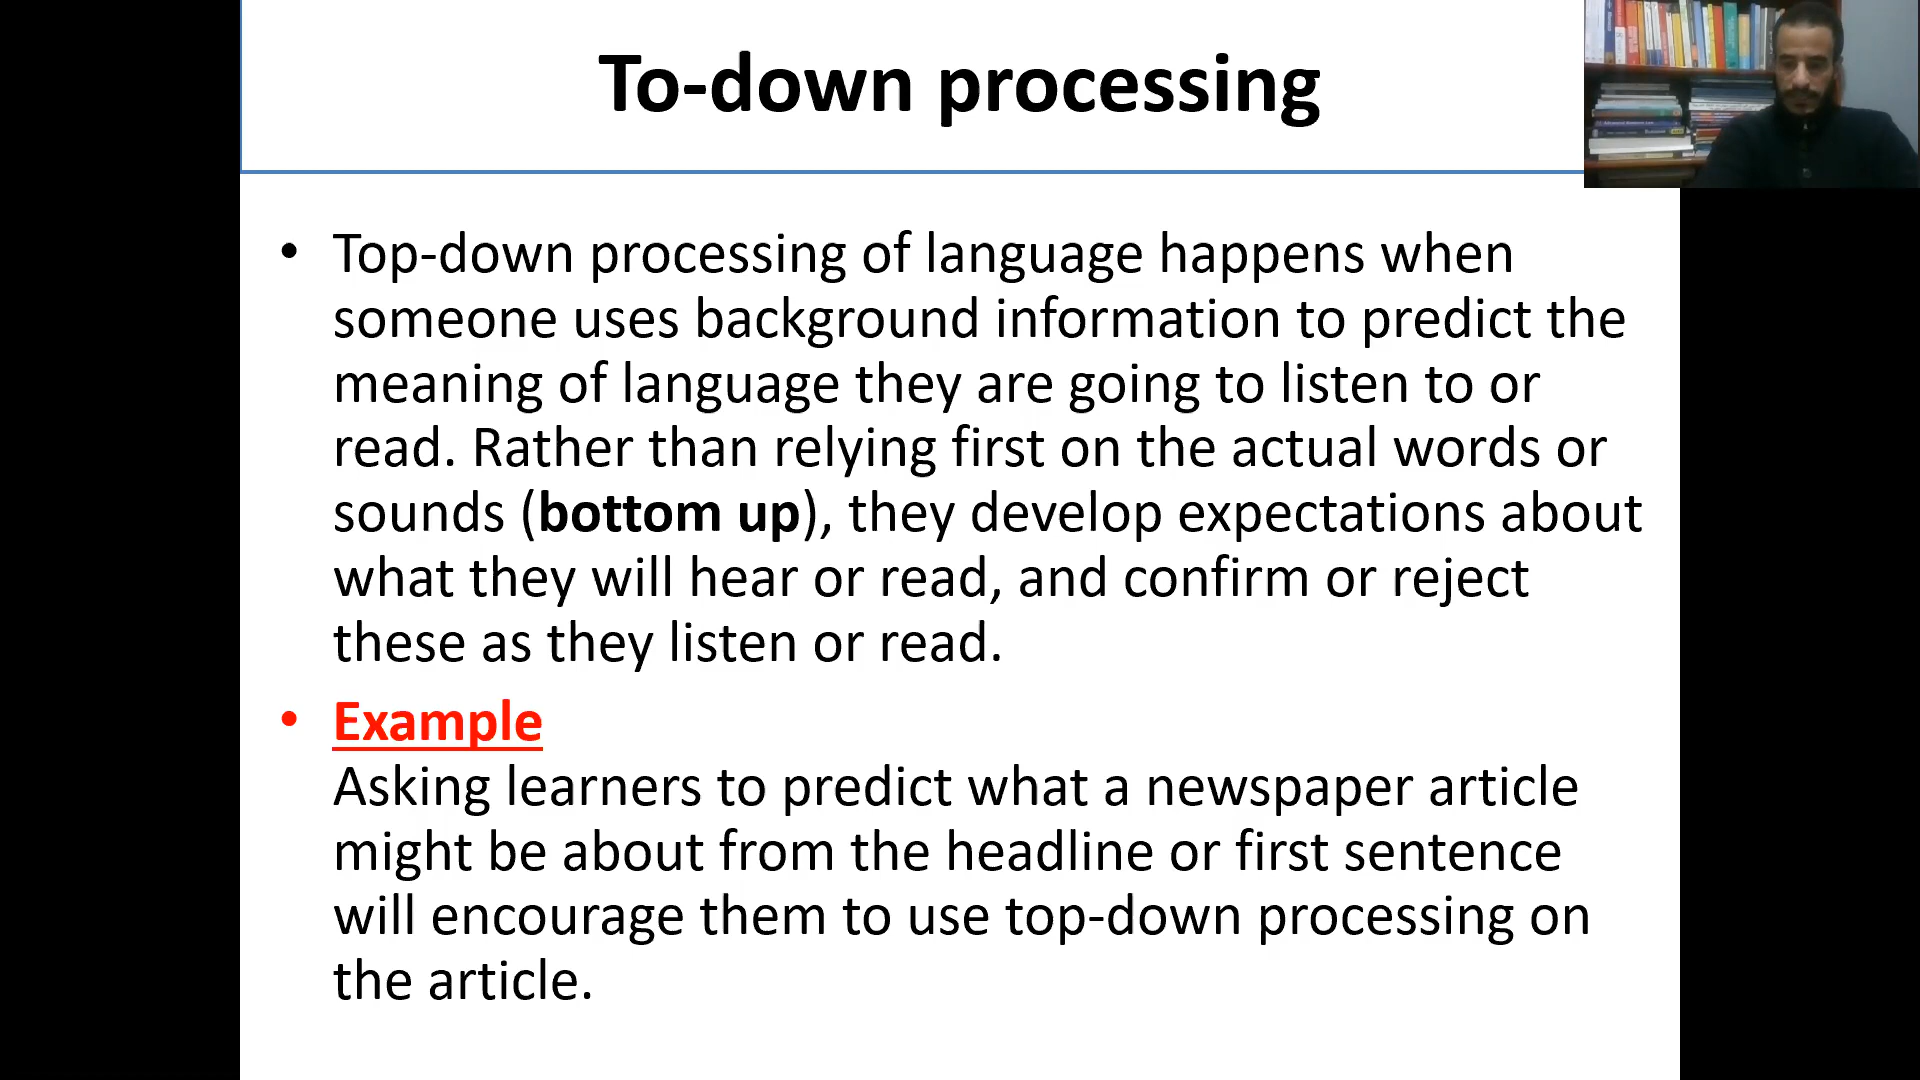 To-down processing
• Top-down processing of language happens when
someone uses background information to predict the
meaning of language they are going to listen to or
read. Rather than relying first on the actual words or
sounds (bottom up), they develop expectations about
what they will hear or read, and confirm or reject
these as they listen or read.
• Example
Asking learners to predict what a newspaper article
might be about from the headline or first sentence
will encourage them to use top-down processing on
the article.